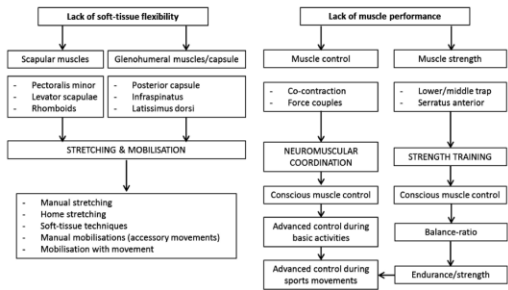 Lack of soft-tissue flexibility
Scapular muscles
Glenohumeral muscles/capsule
- Pectoralis minor
- Levator scapulae
- Rhomboids
- Posterior capsule
- Infraspinatus
- Latissimus dorsi
STRETCHING & MOBILISATION
- Manual stretching
- Home stretching
- Soft-tissue techniques
- Manual mobilisations (accessory movements)
- Mobilisation with movement
Lack of muscle performance
Muscle control
Muscle strength
- Co-contraction
- Force couples
- Lower/middle trap
- Serratus anterior
NEUROMUSCULAR
COORDINATION
STRENGTH TRAINING
Conscious muscle control
Conscious muscle control
Advanced control during
basic activities
Balance-ratio
Advanced control during
sports movements
Endurance/strength